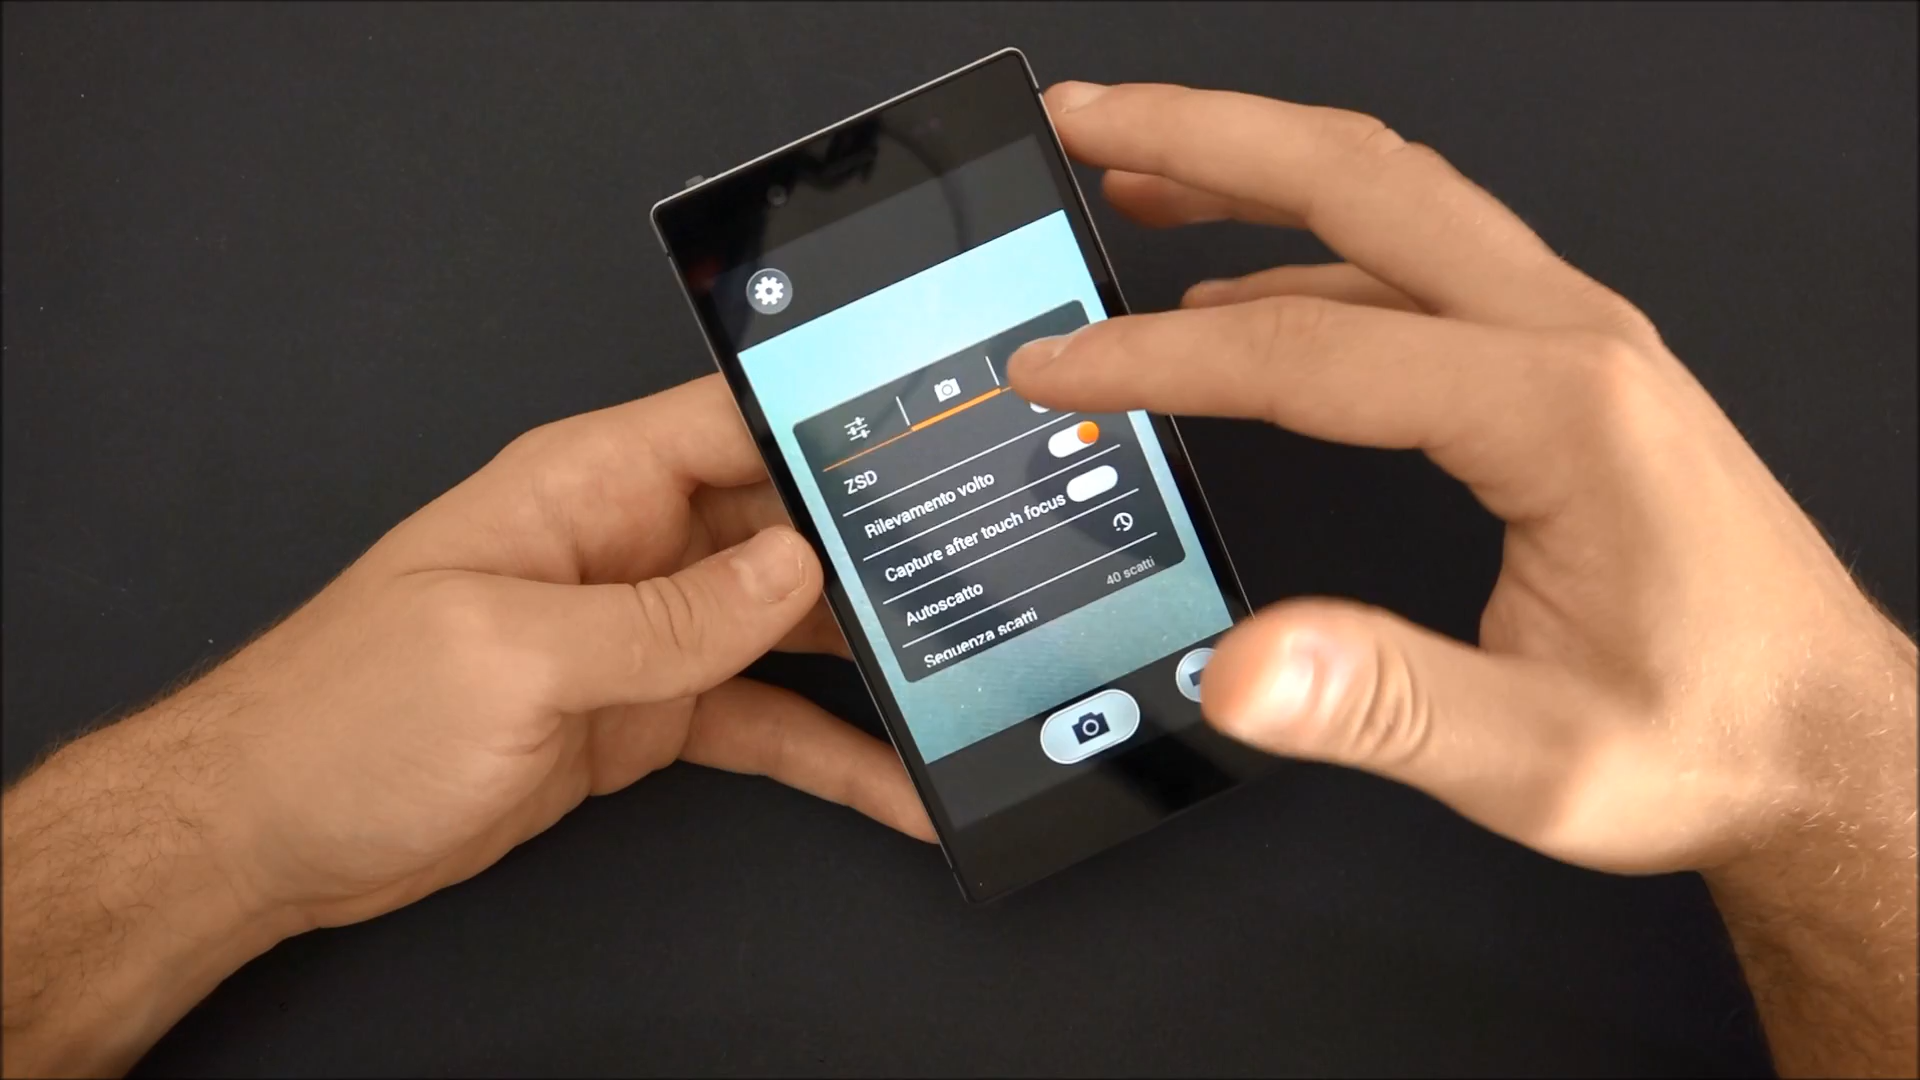 ZSD
Rilevamento volto
Capture after touch focus
Autoscatto
Sequenza scatti
40 scatti